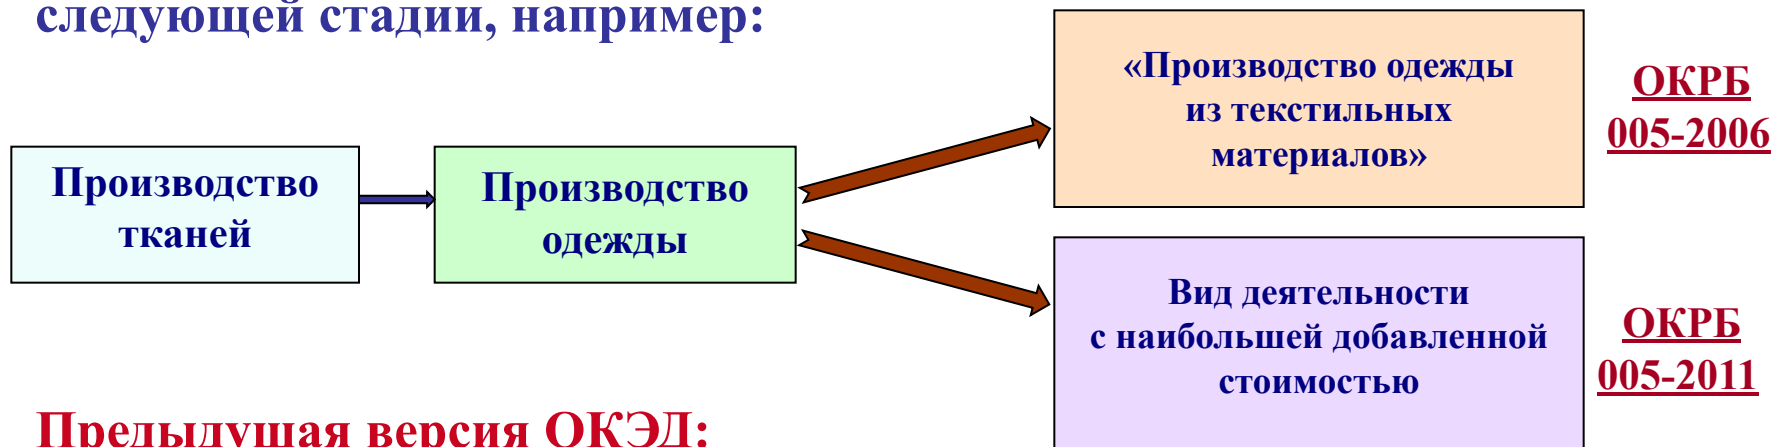 следующей стадии, например:
«Производство одежды
из текстильных
материалов»
ОКРБ
005-2006
Производство
тканей
Производство
одежды
Вид деятельности
с наибольшей добавленной
стоимостью
ОКРБ
005-2011
Предыдущая версия ОКЭД: